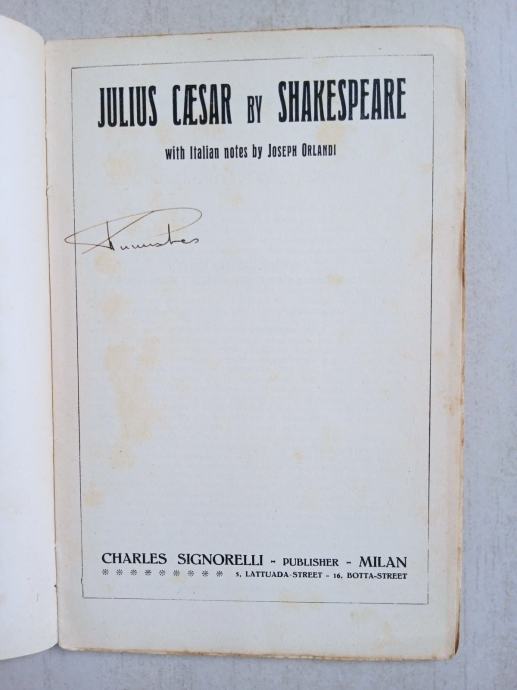 JULIUS CÆSAR BY SHAKESPEARE
with Italian notes by JOSEPH ORLANDI
CHARLES SIGNORELLI - PUBLISHER - MILAN
5, LATTUADA-STREET - 16, BOTTA-STREET